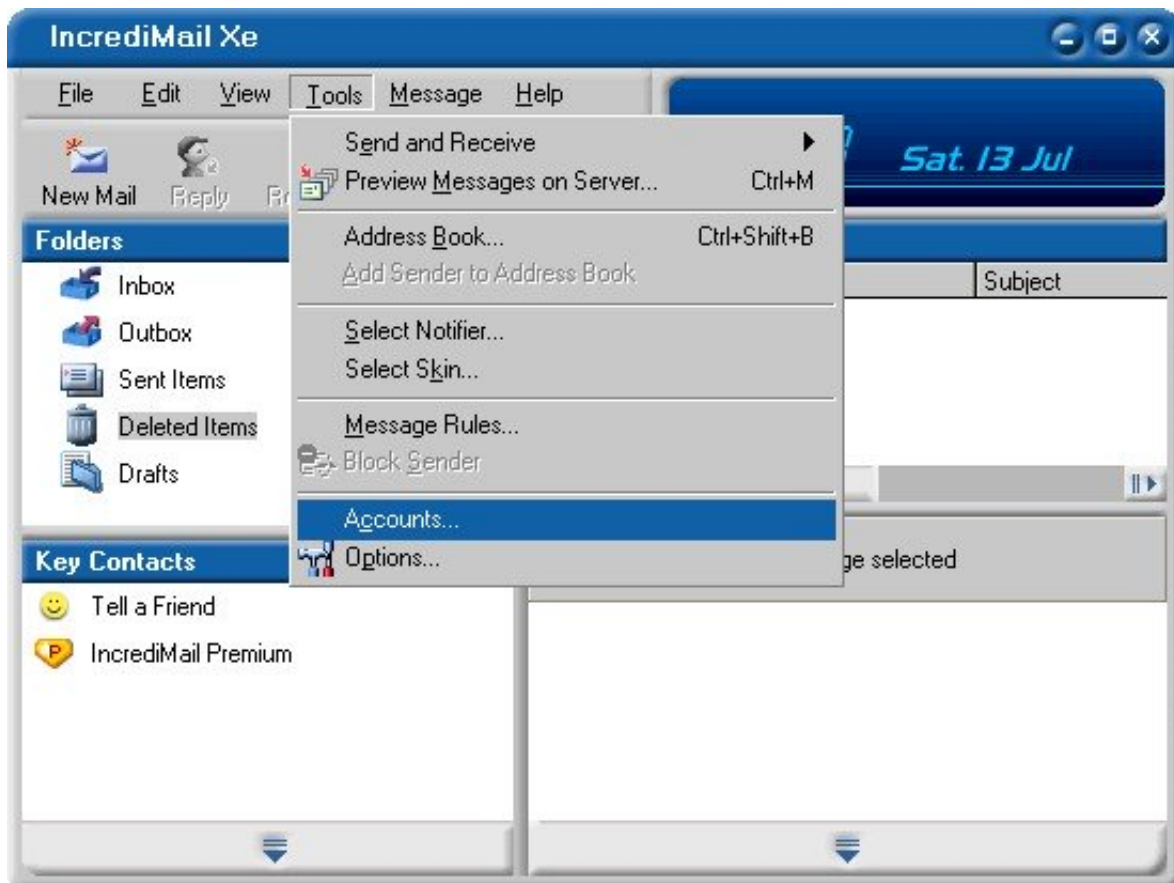 IncrediMail Xe
File Edit View Tools Message Help
Sat. 13 Jul
New Mail Reply
Send and Receive
Preview Messages on Server... Ctrl+M
Address Book... Ctrl+Shift+B
Add Sender to Address Book
Select Notifier...
Select Skin...
Message Rules...
Block Sender
Accounts...
Options...
Folders
Inbox
Outbox
Sent Items
Deleted Items
Drafts
Subject
selected
Key Contacts
Tell a Friend
P
IncrediMail Premium